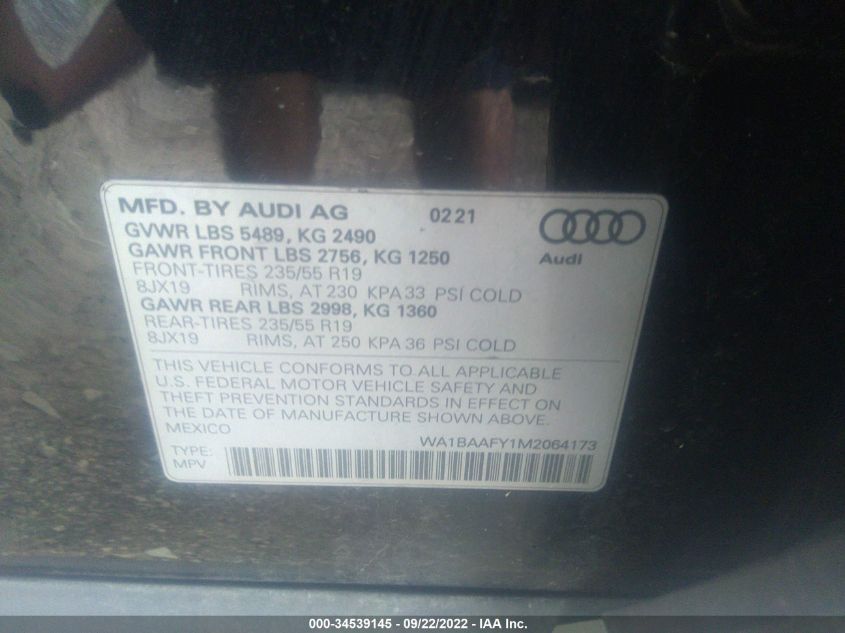 MFD. BY AUDI AG 0221
GVWR LBS 5489, KG 2490
GAWR FRONT LBS 2756, KG 1250
Audi
FRONT-TIRES 235/55 R19
8JX19 RIMS, AT 230 KPA 33 PSI COLD
GAWR REAR LBS 2998, KG 1360
REAR-TIRES 235/55 R19
8JX19 RIMS, AT 250 KPA 36 PSI COLD
THIS VEHICLE CONFORMS TO ALL APPLICABLE
U.S. FEDERAL MOTOR VEHICLE SAFETY AND
THEFT PREVENTION STANDARDS IN EFFECT ON
THE DATE OF MANUFACTURE SHOWN ABOVE.
MEXICO
WA1BAAFY1M2064173
TYPE:
MPV
000-34539145 - 09/22/2022 - IAA Inc.